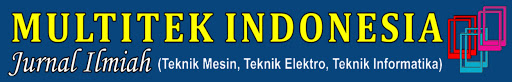 MULTITEK INDONESIA
Jurnal Ilmiah (Teknik Mesin, Teknik Elektro, Teknik Informatika)